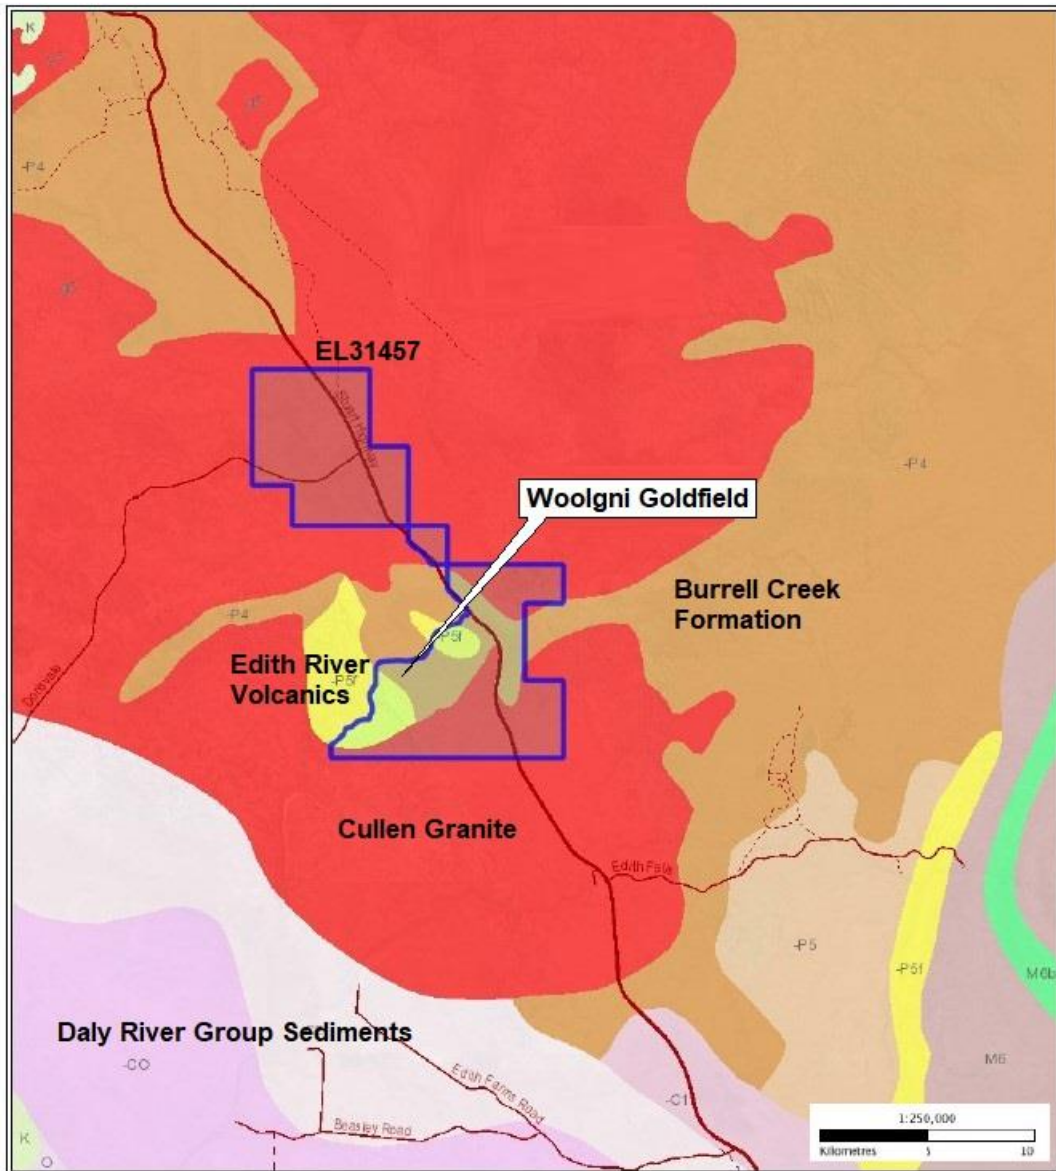 K
-P4
EL31457
Stuart Highway
Woolgni Goldfield
-P4
Burrell Creek
Formation
-P4
-P5f
Edith River
Volcanics
-P5f
Dorisvale
Cullen Granite
Edith Falls
-P5
-P5f
M6b
Daly River Group Sediments
-CO
Edith Farms Road
M6
-C1
Beasley Road
K
O
1:250,000
Kilometres 5 10